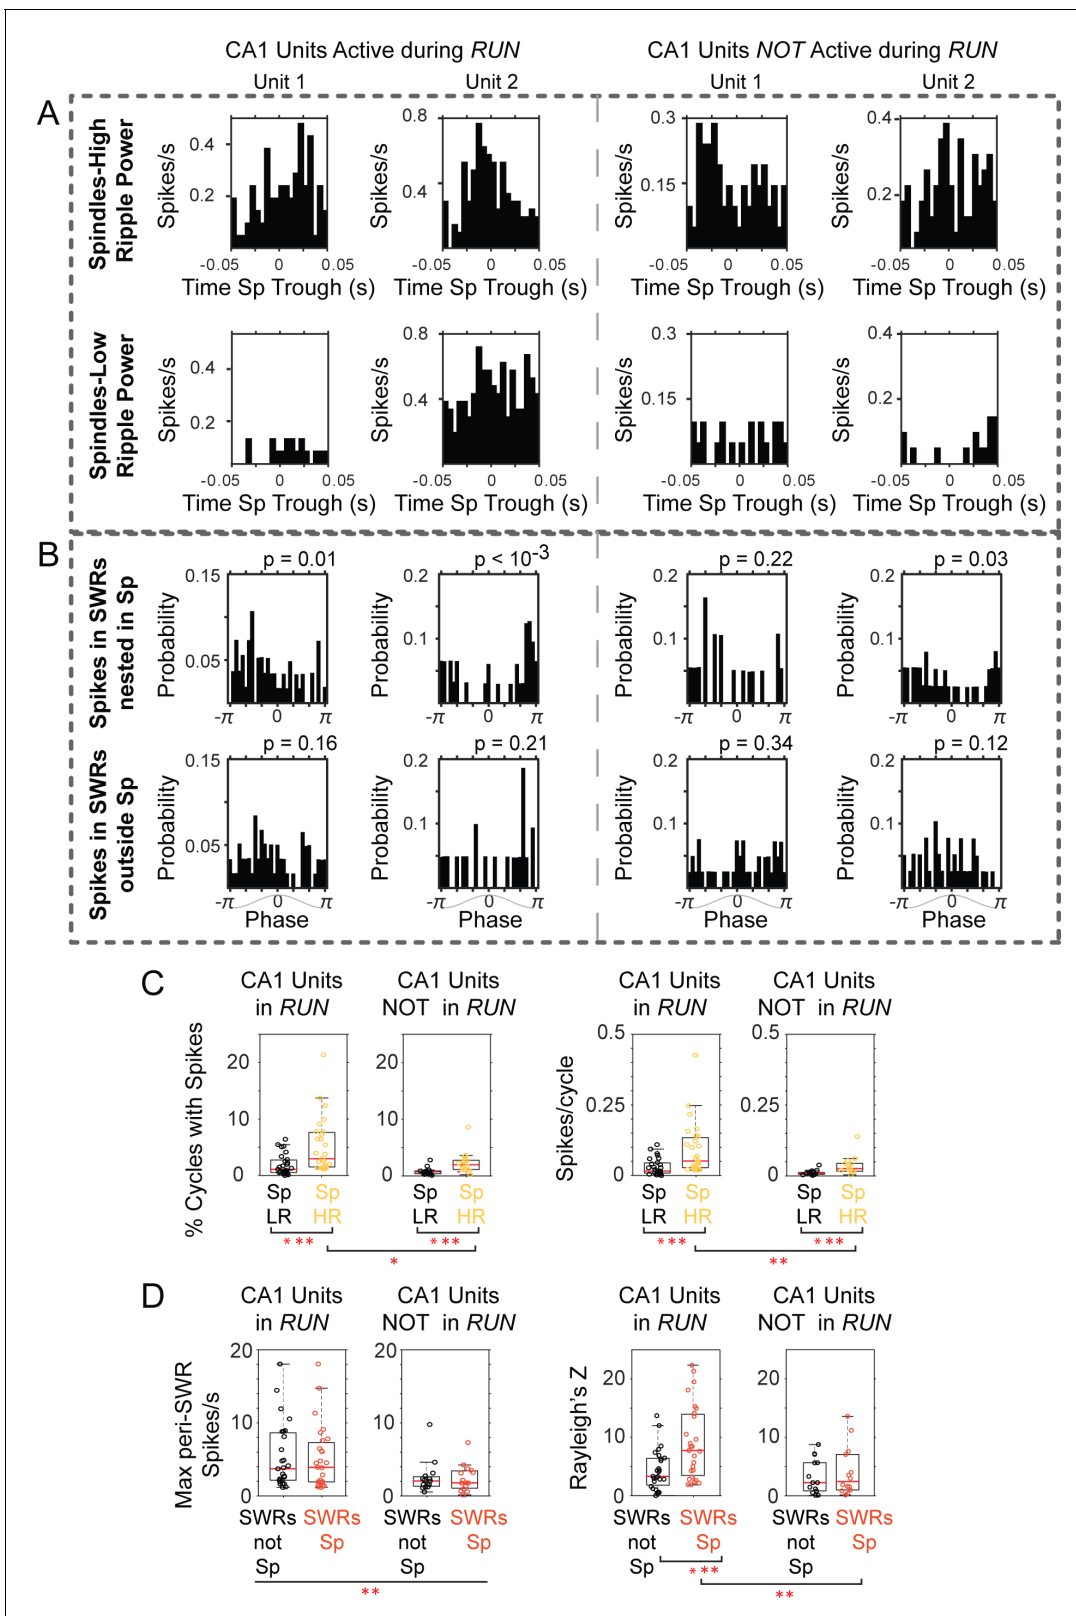 CA1 Units Active during RUN
CA1 Units NOT Active during RUN
Unit 1
Unit 2
Unit 1
Unit 2
A
Spindles-High
Ripple Power
Spikes/s
0.4
0.2
-0.05
0
0.05
Time Sp Trough (s)
Spikes/s
0.8
0.4
-0.05
0
0.05
Time Sp Trough (s)
Spikes/s
0.3
0.15
-0.05
0
0.05
Time Sp Trough (s)
Spikes/s
0.4
0.2
-0.05
0
0.05
Time Sp Trough (s)
Spindles-Low
Ripple Power
Spikes/s
0.4
0.2
-0.05
0
0.05
Time Sp Trough (s)
Spikes/s
0.8
0.4
-0.05
0
0.05
Time Sp Trough (s)
Spikes/s
0.3
0.15
-0.05
0
0.05
Time Sp Trough (s)
Spikes/s
0.4
0.2
0
-0.05
0
0.05
Time Sp Trough (s)
B
Spikes in SWRs
nested in Sp
p = 0.01
Probability
0.15
0.05
-π
0
π
p < 10-3
Probability
0.2
0.1
0
-π
0
π
p = 0.22
Probability
0.2
0.1
0
-π
0
π
p = 0.03
Probability
0.2
0.1
0
-π
0
π
Spikes in SWRs
outside Sp
p = 0.16
Probability
0.15
0.05
-π
0
π
Phase
p = 0.21
Probability
0.2
0.1
-π
0
π
Phase
p = 0.34
Probability
0.2
0.1
-π
0
π
Phase
p = 0.12
Probability
0.2
0.1
-π
0
π
Phase
C
CA1 Units
in RUN
CA1 Units
NOT in RUN
CA1 Units
in RUN
CA1 Units
NOT in RUN
% Cycles with Spikes
20
10
0
Sp
LR
Sp
HR
***
20
10
0
Sp
LR
Sp
HR
***
*
Spikes/cycle
0.5
0.25
0
Sp
LR
Sp
HR
***
0.5
0.25
0
Sp
LR
Sp
HR
***
**
D
CA1 Units
in RUN
CA1 Units
NOT in RUN
CA1 Units
in RUN
CA1 Units
NOT in RUN
Max peri-SWR
Spikes/s
20
10
0
SWRs
not
Sp
SWRs
Sp
20
10
0
SWRs
not
Sp
SWRs
Sp
**
Rayleigh's Z
20
10
0
SWRs
not
Sp
SWRs
Sp
***
20
10
0
SWRs
not
Sp
SWRs
Sp
**